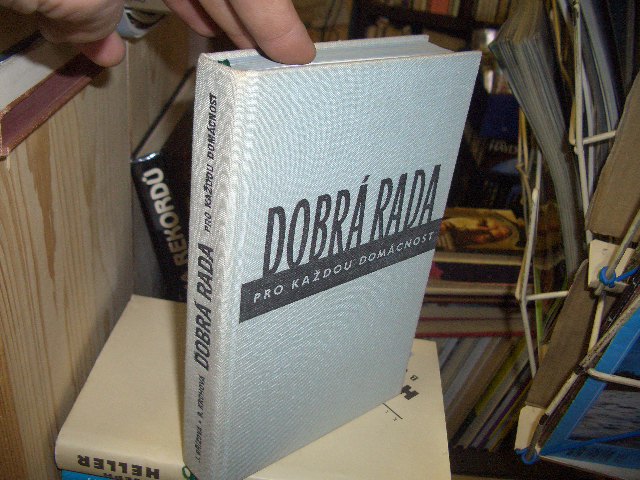 DOBRÁ RADA
PRO KAŽDOU DOMÁCNOST
DOBRÁ RADA PRO KAŽDOU DOMÁCNOST
REKORDŮ
HELLER